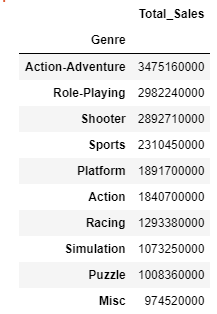 Total_Sales
Genre
Action-Adventure 3475160000
Role-Playing 2982240000
Shooter 2892710000
Sports 2310450000
Platform 1891700000
Action 1840700000
Racing 1293380000
Simulation 1073250000
Puzzle 1008360000
Misc 974520000